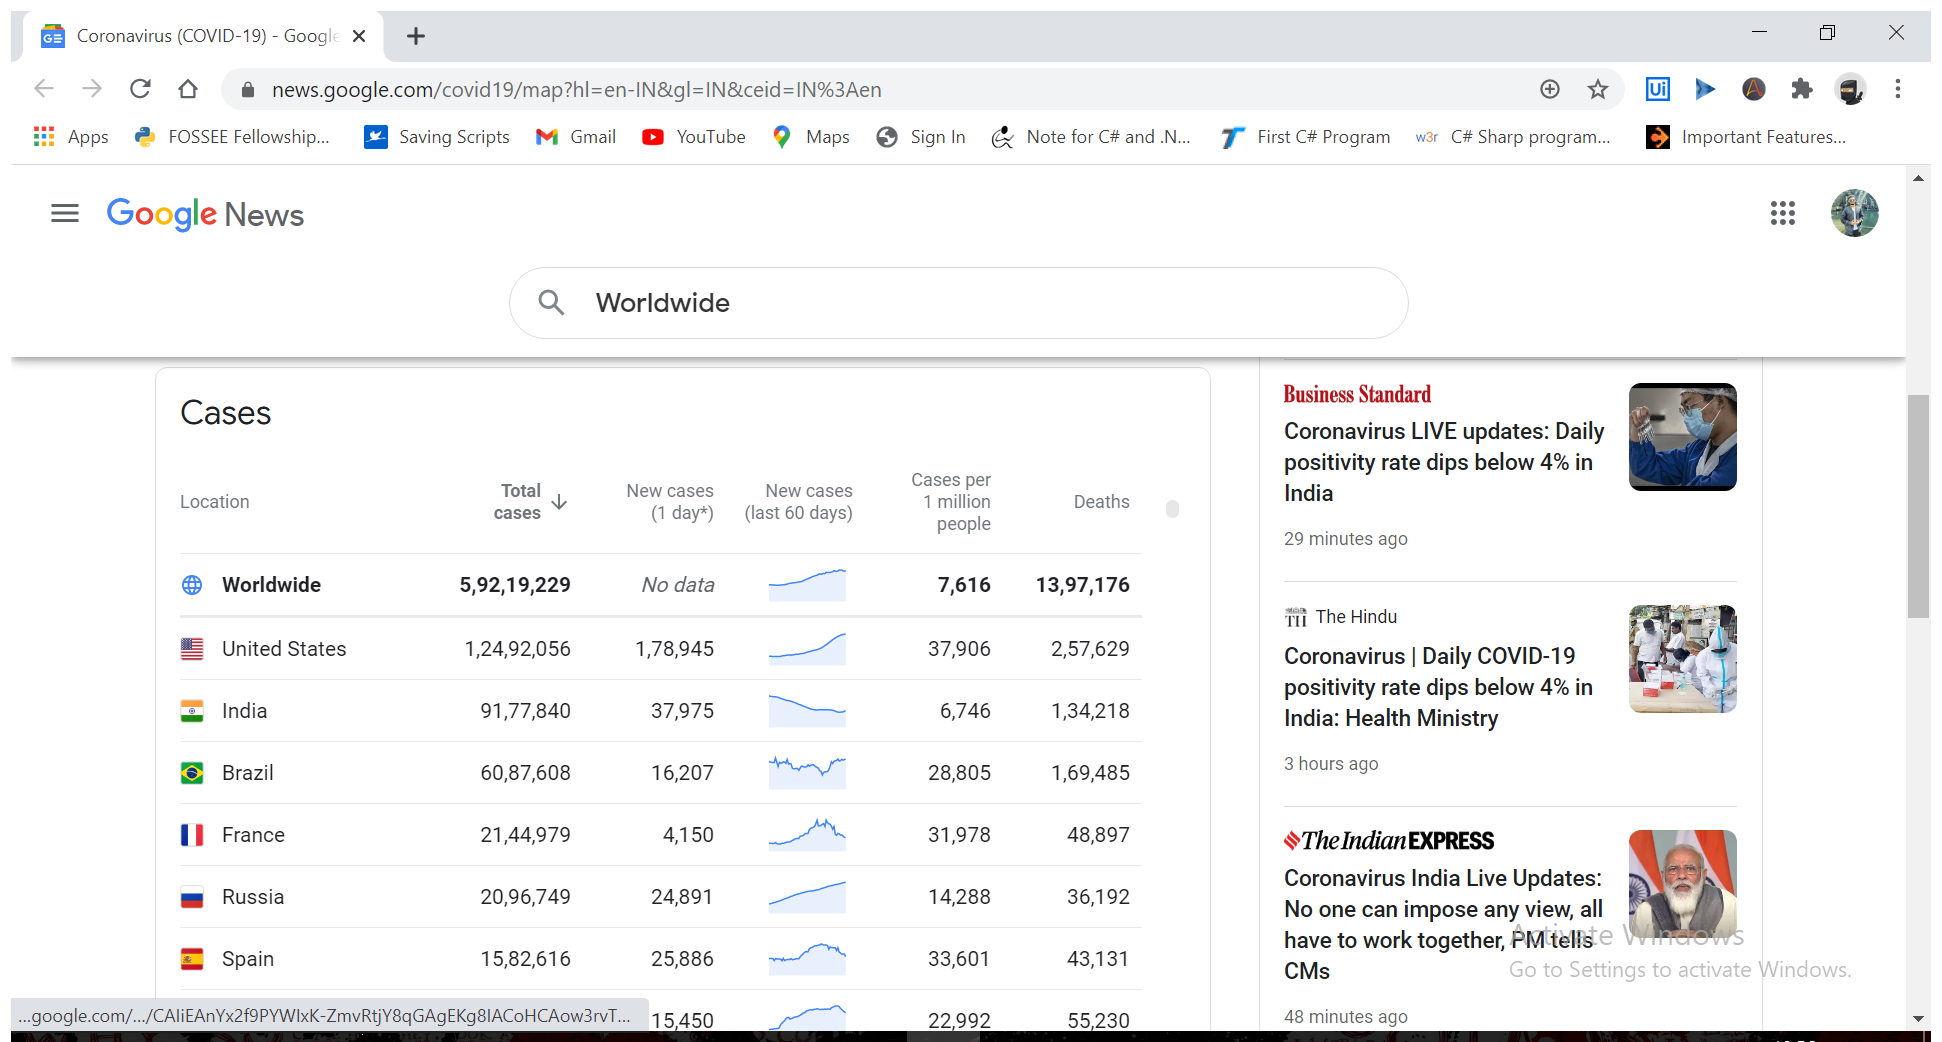 Coronavirus (COVID-19) - Google
news.google.com/covid19/map?hl=en-IN&gl=IN&ceid=IN%3Aen
Apps FOSSEE Fellowship... Saving Scripts Gmail YouTube Maps Sign In Note for C# and .N... First C# Program w3r C# Sharp program... Important Features...
Google News
Worldwide
Cases
Location Total cases New cases (1 day*) New cases (last 60 days) Cases per 1 million people Deaths
Worldwide 5,92,19,229 No data 7,616 13,97,176
United States 1,24,92,056 1,78,945 37,906 2,57,629
India 91,77,840 37,975 6,746 1,34,218
Brazil 60,87,608 16,207 28,805 1,69,485
France 21,44,979 4,150 31,978 48,897
Russia 20,96,749 24,891 14,288 36,192
Spain 15,82,616 25,886 33,601 43,131
15,450 22,992 55,230
...google.com/.../CAIiEAnYx2f9PYWIxK-ZmvRtjY8qGAgEKg8IACoHCAow3rvT...
Business Standard
Coronavirus LIVE updates: Daily
positivity rate dips below 4% in
India
29 minutes ago
TH The Hindu
Coronavirus | Daily COVID-19
positivity rate dips below 4% in
India: Health Ministry
3 hours ago
The Indian EXPRESS
Coronavirus India Live Updates:
No one can impose any view, all
have to work together, PM tells
CMs
48 minutes ago
Activate Windows
Go to Settings to activate Windows.